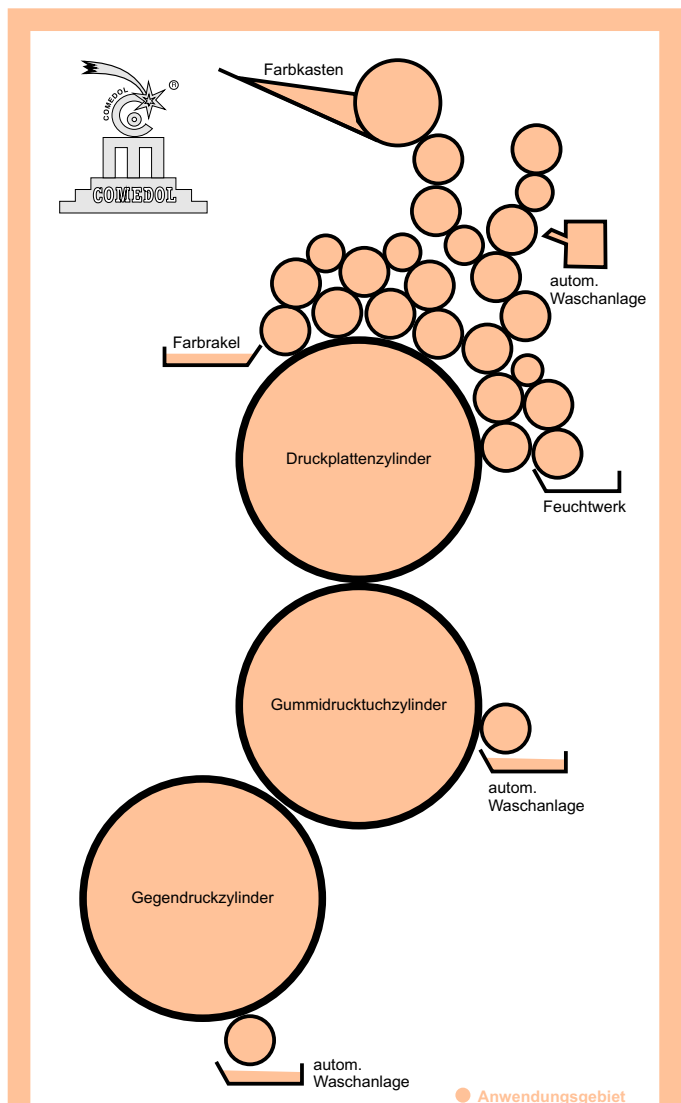 Farbkasten
COMEDOL
®
COMEDOL
autom.
Waschanlage
Farbrakel
Druckplattenzylinder
Feuchtwerk
Gummidrucktuchzylinder
autom.
Waschanlage
Gegendruckzylinder
autom.
Waschanlage
Anwendungsgebiet